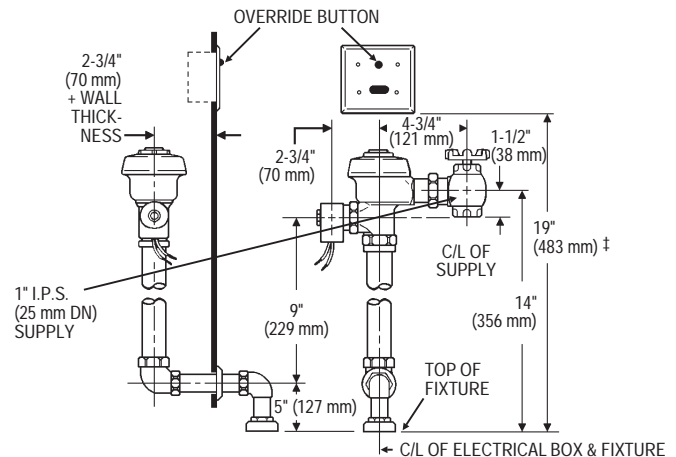 OVERRIDE BUTTON
2-3/4"
(70 mm)
+ WALL
THICK-
NESS
4-3/4"
(121 mm)
1-1/2"
(38 mm)
2-3/4"
(70 mm)
19"
(483 mm) ‡
C/L OF
SUPPLY
1" I.P.S.
(25 mm DN)
SUPPLY
9"
(229 mm)
14"
(356 mm)
TOP OF
FIXTURE
5" (127 mm)
C/L OF ELECTRICAL BOX & FIXTURE